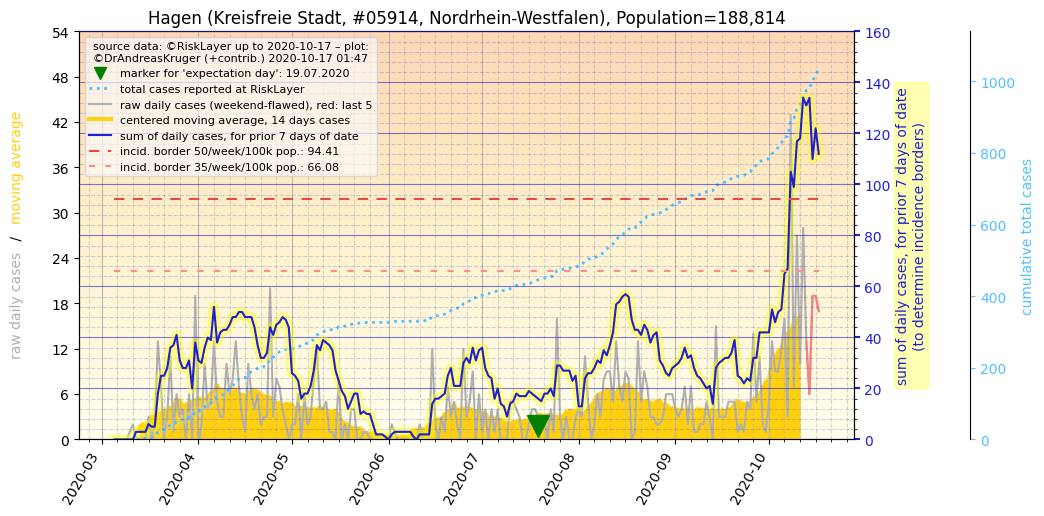 Hagen (Kreisfreie Stadt, #05914, Nordrhein-Westfalen), Population=188,814
source data: ©RiskLayer up to 2020-10-17 – plot:
©DrAndreasKruger (+contrib.) 2020-10-17 01:47
marker for 'expectation day': 19.07.2020
total cases reported at RiskLayer
raw daily cases (weekend-flawed), red: last 5
centered moving average, 14 days cases
sum of daily cases, for prior 7 days of date
incid. border 50/week/100k pop.: 94.41
incid. border 35/week/100k pop.: 66.08
raw daily cases / moving average
54
48
42
36
30
24
18
12
6
0
2020-03
2020-04
2020-05
2020-06
2020-07
2020-08
2020-09
2020-10
160
140
120
100
80
60
40
20
0
sum of daily cases, for prior 7 days of date
(to determine incidence borders)
1000
800
600
400
200
0
cumulative total cases